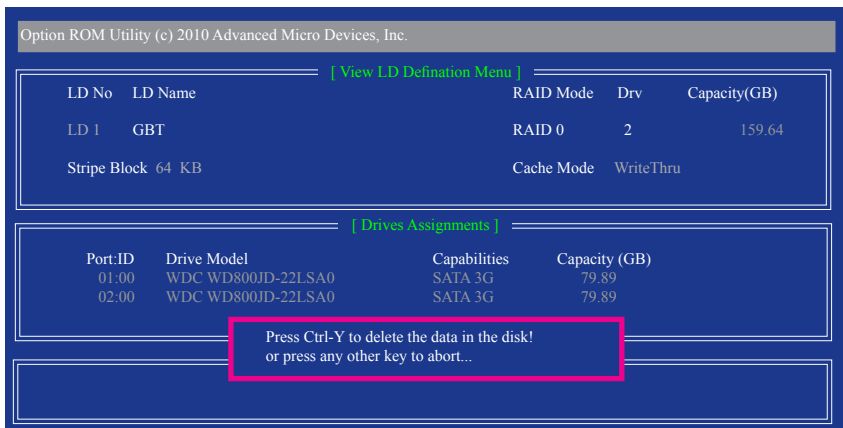 Option ROM Utility (c) 2010 Advanced Micro Devices, Inc.
[ View LD Defination Menu ]
LD No LD Name RAID Mode Drv Capacity(GB)
LD 1 GBT RAID 0 2 159.64
Stripe Block 64 KB Cache Mode WriteThru
[ Drives Assignments ]
Port:ID Drive Model Capabilities Capacity (GB)
01:00 WDC WD800JD-22LSA0 SATA 3G 79.89
02:00 WDC WD800JD-22LSA0 SATA 3G 79.89
Press Ctrl-Y to delete the data in the disk!
or press any other key to abort...